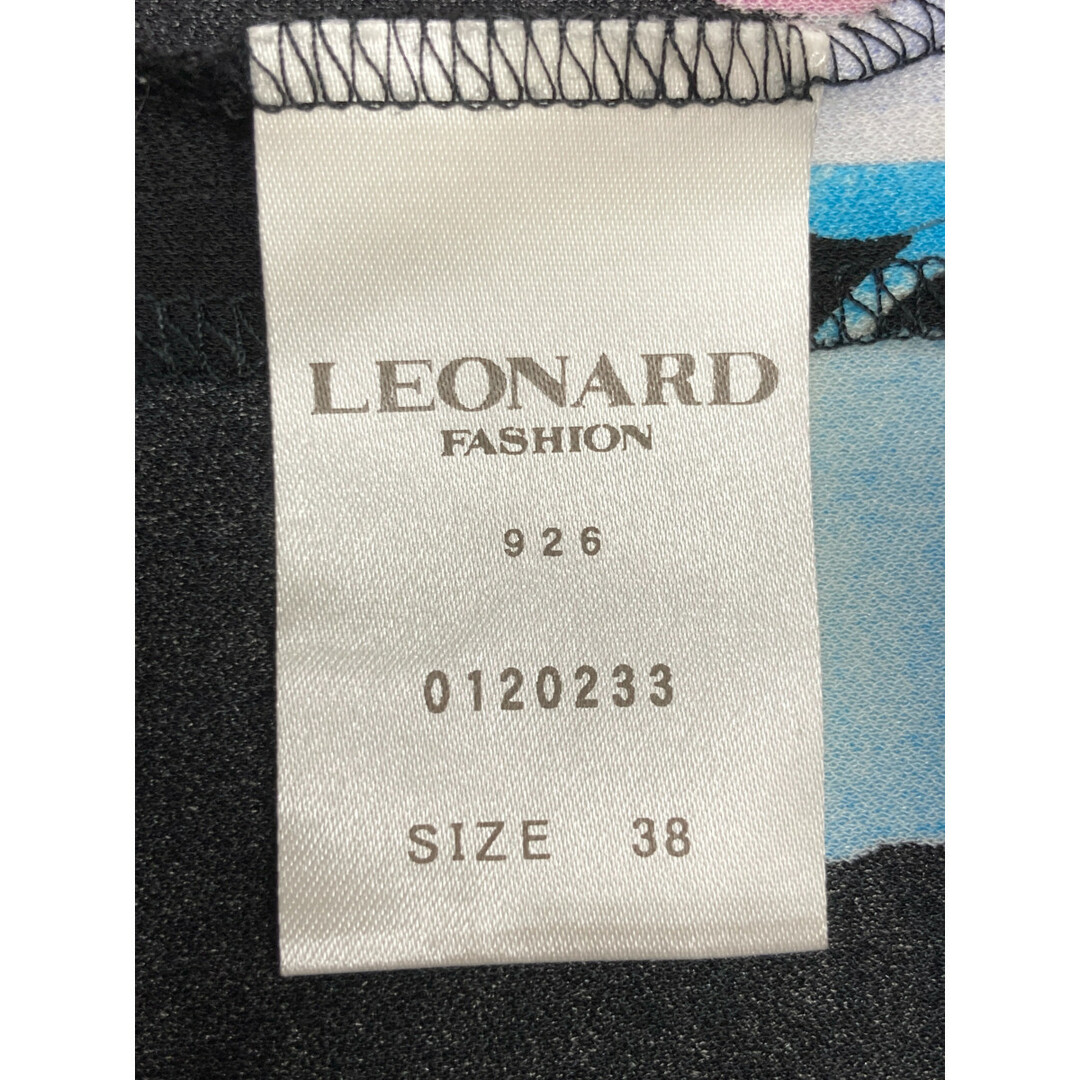 LEONARD
FASHION
926
0120233
SIZE 38